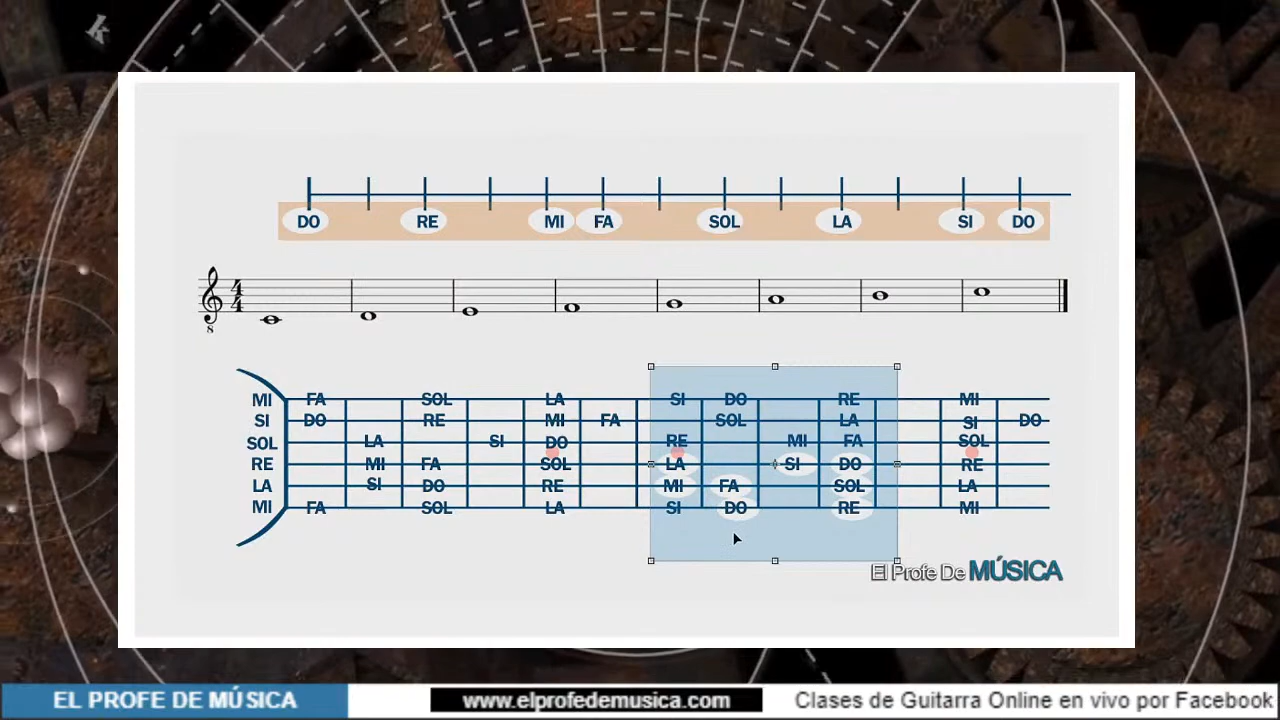 DO RE MI FA SOL LA SI DO
4
4
8
MI FA SOL LA SI DO RE MI
SI DO RE MI FA SOL LA SI DO
SOL LA SI DO RE MI FA SOL
RE MI FA SOL LA SI DO RE
LA SI DO RE MI FA SOL LA
MI FA SOL LA SI DO RE MI
El Profe De MÚSICA
EL PROFE DE MÚSICA www.elprofedemusica.com Clases de Guitarra Online en vivo por Facebook